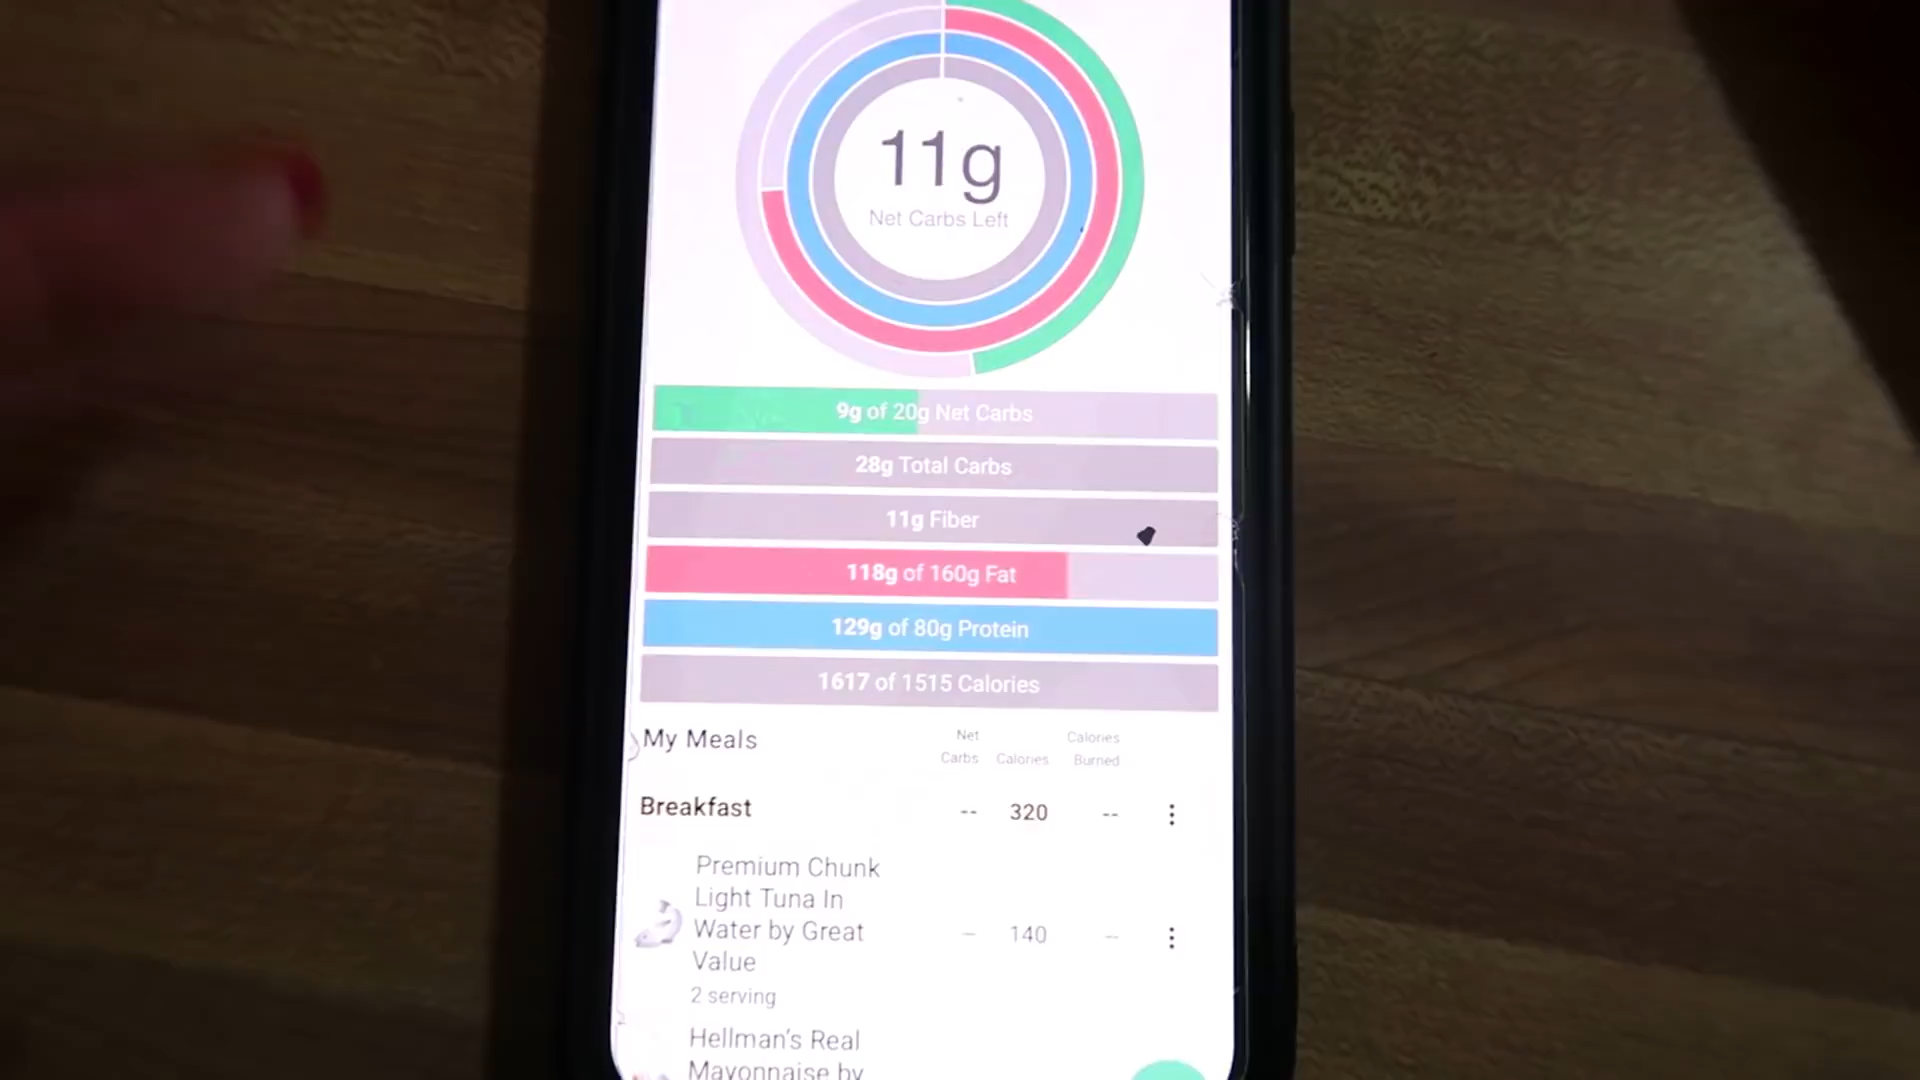 11g
Net Carbs Left
9g of 20g Net Carbs
28g Total Carbs
11g Fiber
118g of 160g Fat
129g of 80g Protein
1617 of 1515 Calories
My Meals Net Carbs Calories Calories Burned
Breakfast -- 320 --
Premium Chunk
Light Tuna In
Water by Great – 140 --
Value
2 serving
Hellman's Real
Mayonnaise by